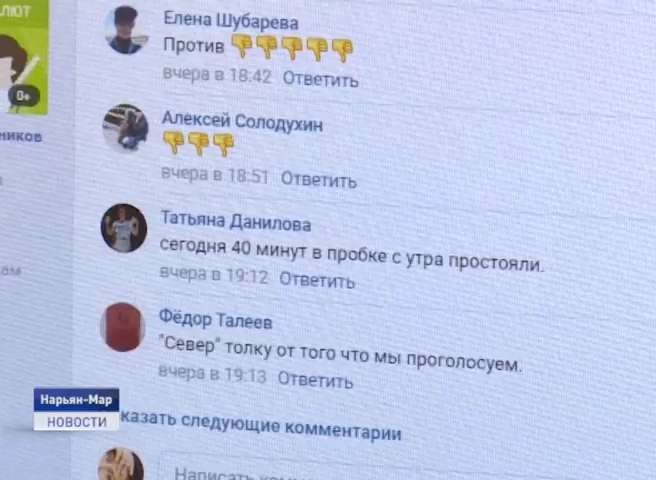 ЛЮТ
0+
ников
Елена Шубарева
Против 👎👎👎👎👎
вчера в 18:42 Ответить
Алексей Солодухин
👎👎👎
вчера в 18:51 Ответить
Татьяна Данилова
сегодня 40 минут в пробке с утра простояли.
вчера в 19:12 Ответить
Фёдор Талеев
"Север" толку от того что мы проголосуем.
вчера в 19:13 Ответить
Нарьян-Мар
НОВОСТИ
казать следующие комментарии
Написать